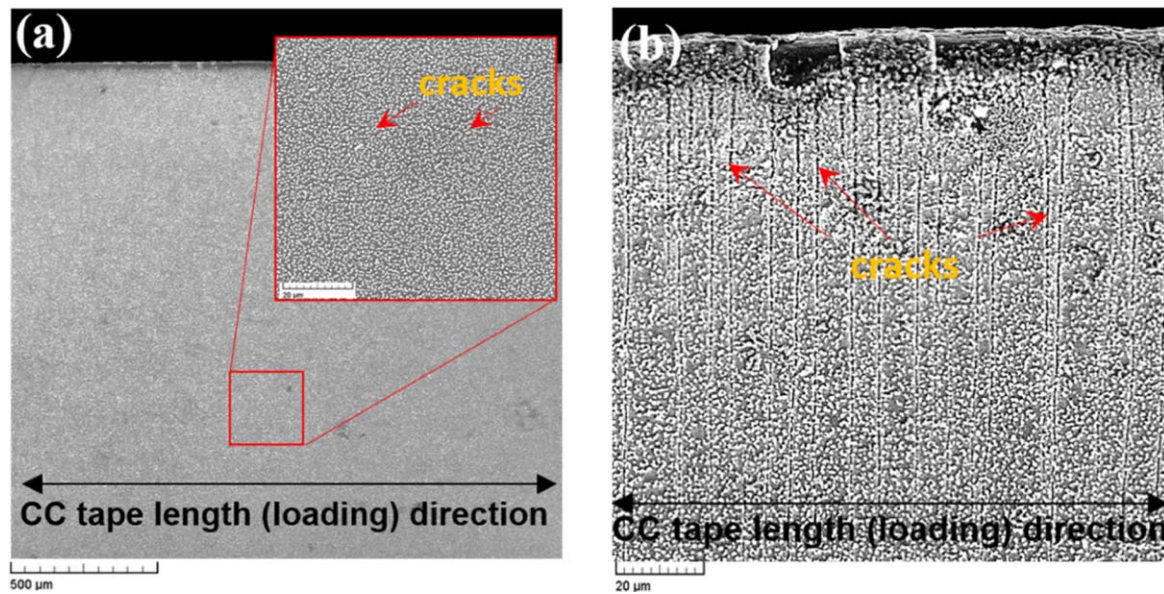 (a)
cracks
20 µm
CC tape length (loading) direction
500 µm
(b)
cracks
CC tape length (loading) direction
20 µm